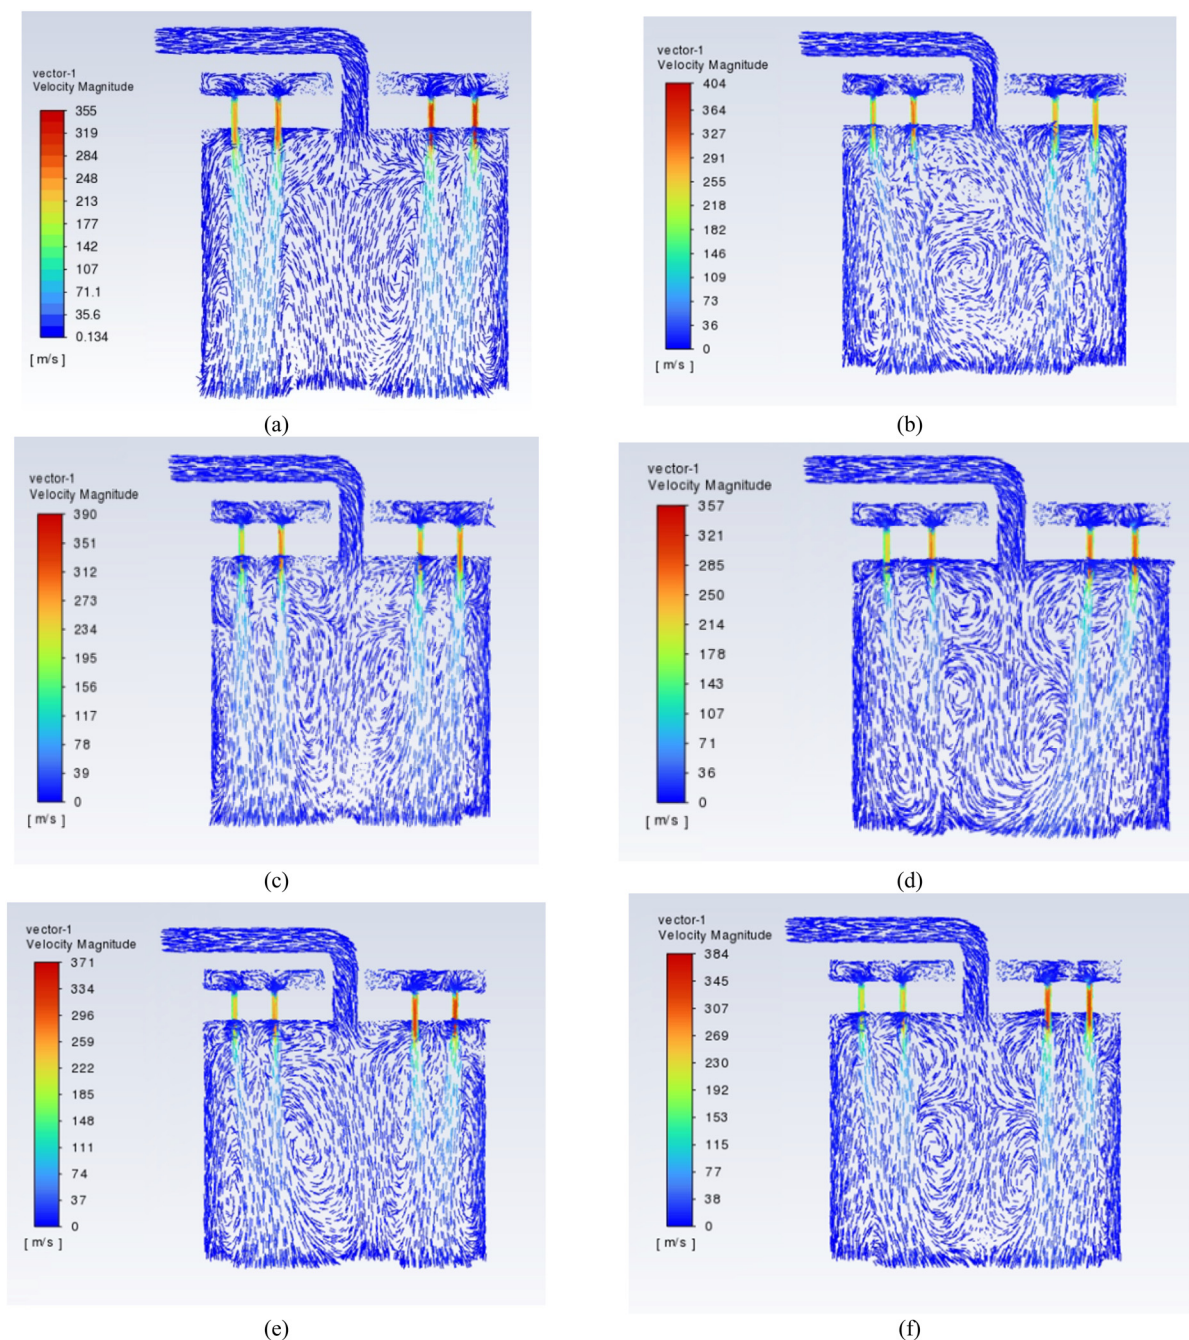 vector-1
Velocity Magnitude
355
319
284
248
213
177
142
107
71.1
35.6
0.134
[ m/s ]
(a)
vector-1
Velocity Magnitude
404
364
327
291
255
218
182
146
109
73
36
0
[ m/s ]
(b)
vector-1
Velocity Magnitude
390
351
312
273
234
195
156
117
78
39
0
[ m/s ]
(c)
vector-1
Velocity Magnitude
357
321
285
250
214
178
143
107
71
36
0
[ m/s ]
(d)
vector-1
Velocity Magnitude
371
334
296
259
222
185
148
111
74
37
0
[ m/s ]
(e)
vector-1
Velocity Magnitude
384
345
307
269
230
192
153
115
77
38
0
[ m/s ]
(f)